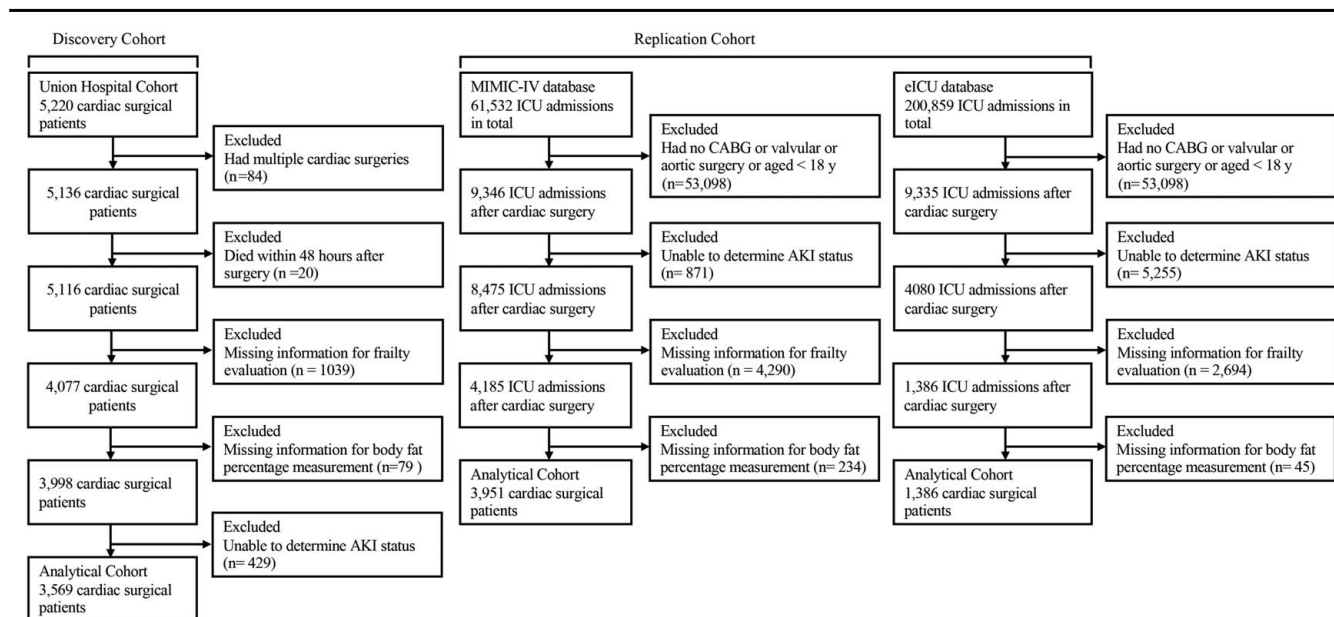 Discovery Cohort
Union Hospital Cohort
5,220 cardiac surgical
patients
Excluded
Had multiple cardiac surgeries
(n=84)
5,136 cardiac surgical
patients
Excluded
Died within 48 hours after
surgery (n =20)
5,116 cardiac surgical
patients
Excluded
Missing information for frailty
evaluation (n = 1039)
4,077 cardiac surgical
patients
Excluded
Missing information for body fat
percentage measurement (n=79 )
3,998 cardiac surgical
patients
Excluded
Unable to determine AKI status
(n= 429)
Analytical Cohort
3,569 cardiac surgical
patients
Replication Cohort
MIMIC-IV database
61,532 ICU admissions
in total
Excluded
Had no CABG or valvular or
aortic surgery or aged < 18 y
(n=53,098)
9,346 ICU admissions
after cardiac surgery
Excluded
Unable to determine AKI status
(n= 871)
8,475 ICU admissions
after cardiac surgery
Excluded
Missing information for frailty
evaluation (n = 4,290)
4,185 ICU admissions
after cardiac surgery
Excluded
Missing information for body fat
percentage measurement (n= 234)
Analytical Cohort
3,951 cardiac surgical
patients
eICU database
200,859 ICU admissions in
total
Excluded
Had no CABG or valvular or
aortic surgery or aged < 18 y
(n=53,098)
9,335 ICU admissions after
cardiac surgery
Excluded
Unable to determine AKI status
(n= 5,255)
4080 ICU admissions after
cardiac surgery
Excluded
Missing information for frailty
evaluation (n = 2,694)
1,386 ICU admissions after
cardiac surgery
Excluded
Missing information for body fat
percentage measurement (n= 45)
Analytical Cohort
1,386 cardiac surgical
patients